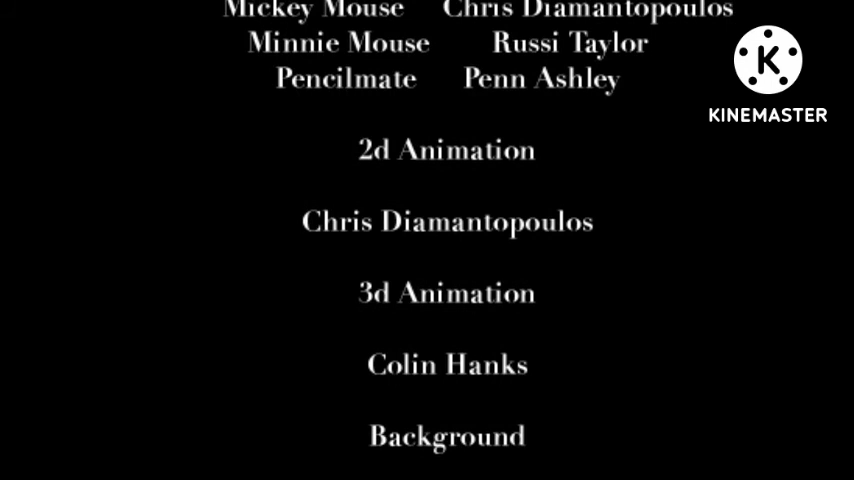 Mickey Mouse Chris Diamantopoulos
Minnie Mouse Russi Taylor
Pencilmate Penn Ashley
2d Animation
Chris Diamantopoulos
3d Animation
Colin Hanks
Background
K
KINEMASTER